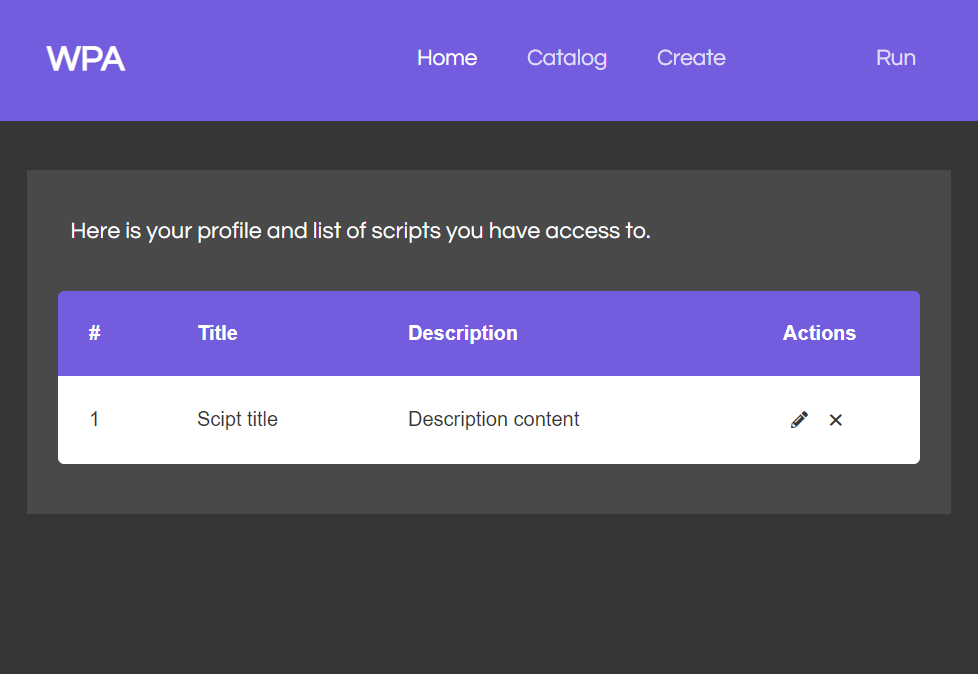 WPA Home Catalog Create Run
Here is your profile and list of scripts you have access to.
# Title Description Actions
1 Scipt title Description content